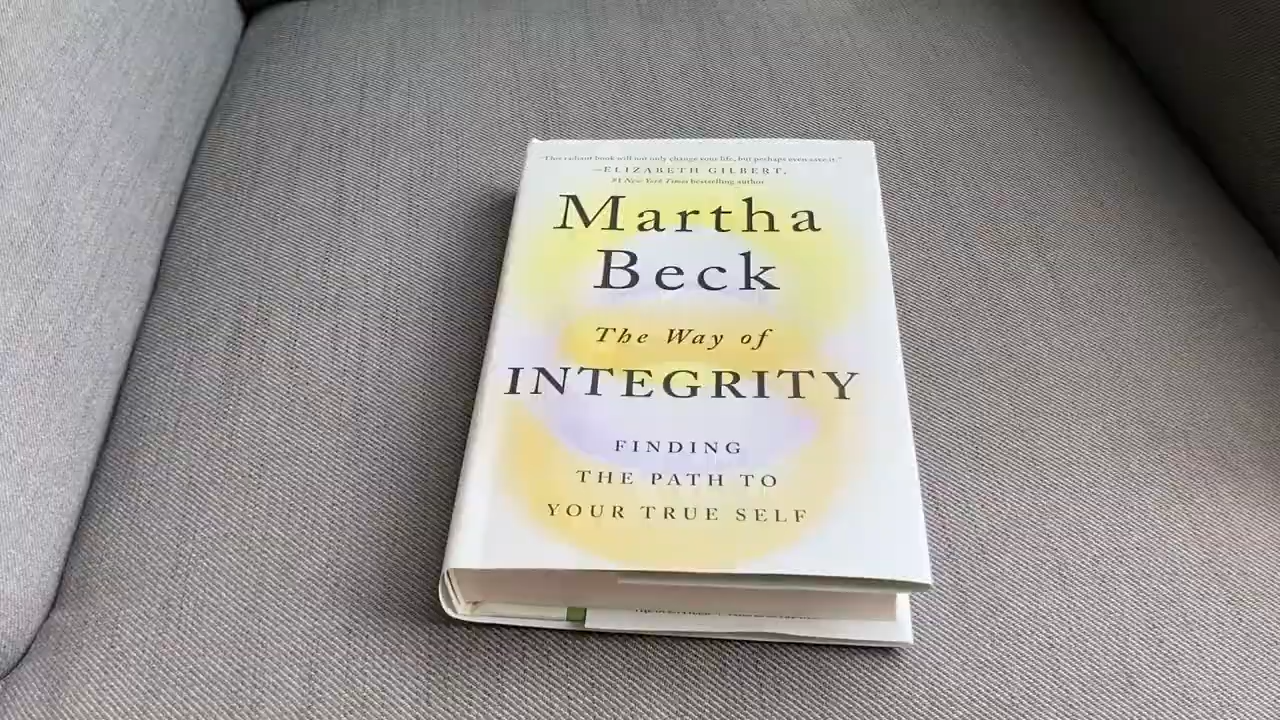 "This radiant book will not only change your life, but perhaps even save it."
—ELIZABETH GILBERT,
#1 New York Times bestselling author
Martha
Beck
The Way of
INTEGRITY
FINDING
THE PATH TO
YOUR TRUE SELF